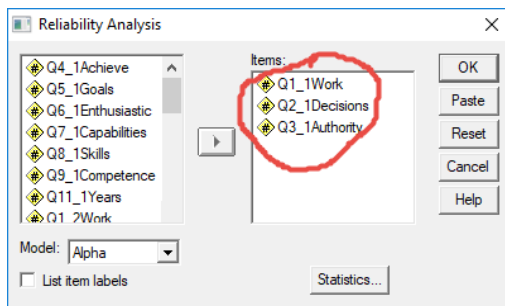 Reliability Analysis
Q4_1Achieve
Q5_1Goals
Q6_1Enthusiastic
Q7_1Capabilities
Q8_1Skills
Q9_1Competence
Q11_1Years
Q1_2Work
Items:
Q1_1Work
Q2_1Decisions
Q3_1Authority
OK
Paste
Reset
Cancel
Help
Model: Alpha
List item labels
Statistics...